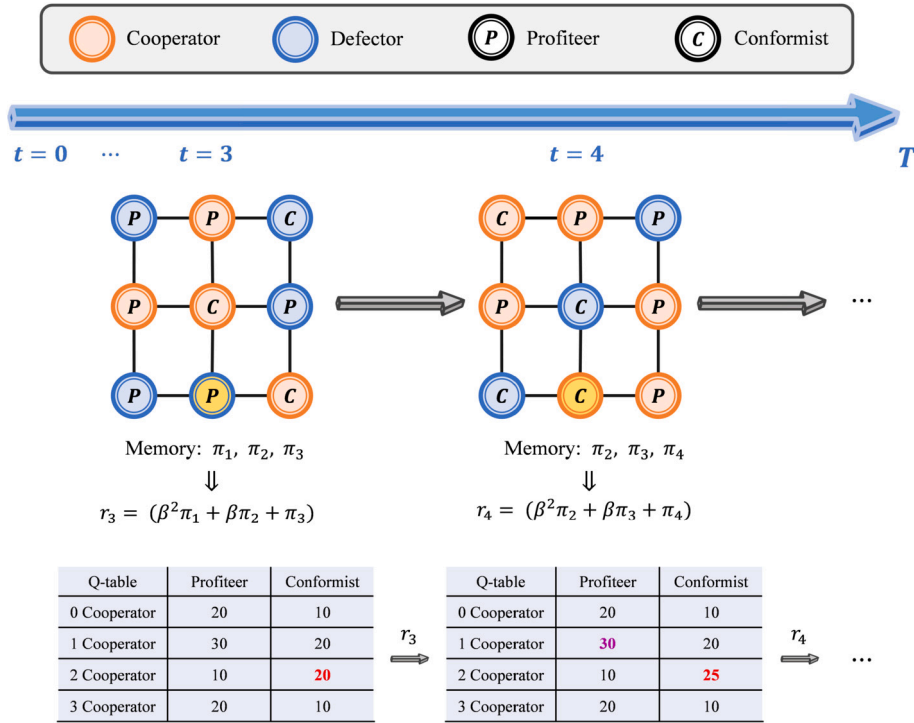 P Profiteer C Conformist Cooperator Defector
t = 0 ... t = 3 t = 4 T
P P C C P P
P C P P C P ...
P P C C C P
Memory: π₁, π₂, π₃ Memory: π₂, π₃, π₄
⇓ ⇓
r₃ = (β²π₁ + βπ₂ + π₃) r₄ = (β²π₂ + βπ₃ + π₄)
Q-table Profiteer Conformist Q-table Profiteer Conformist
0 Cooperator 20 10 0 Cooperator 20 10
1 Cooperator 30 20 r₃ 1 Cooperator 30 20 r₄
2 Cooperator 10 20 2 Cooperator 10 25 ...
3 Cooperator 20 10 3 Cooperator 20 10